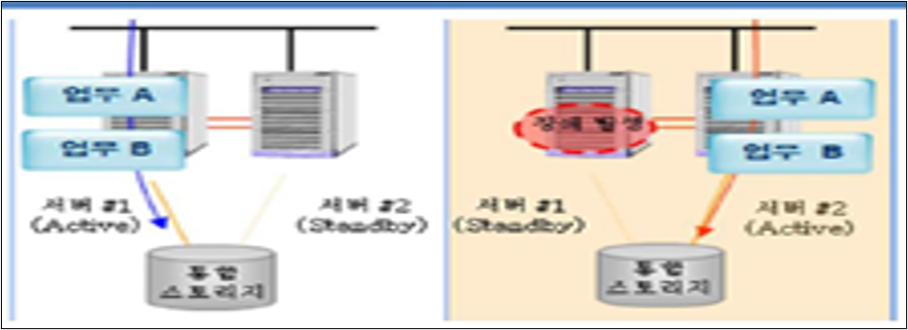 업무 A
업무 B
서버 #1
(Active)
서버 #2
(Standby)
통합
스토리지
장애 발생
업무 A
업무 B
서버 #1
(Standby)
서버 #2
(Active)
통합
스토리지